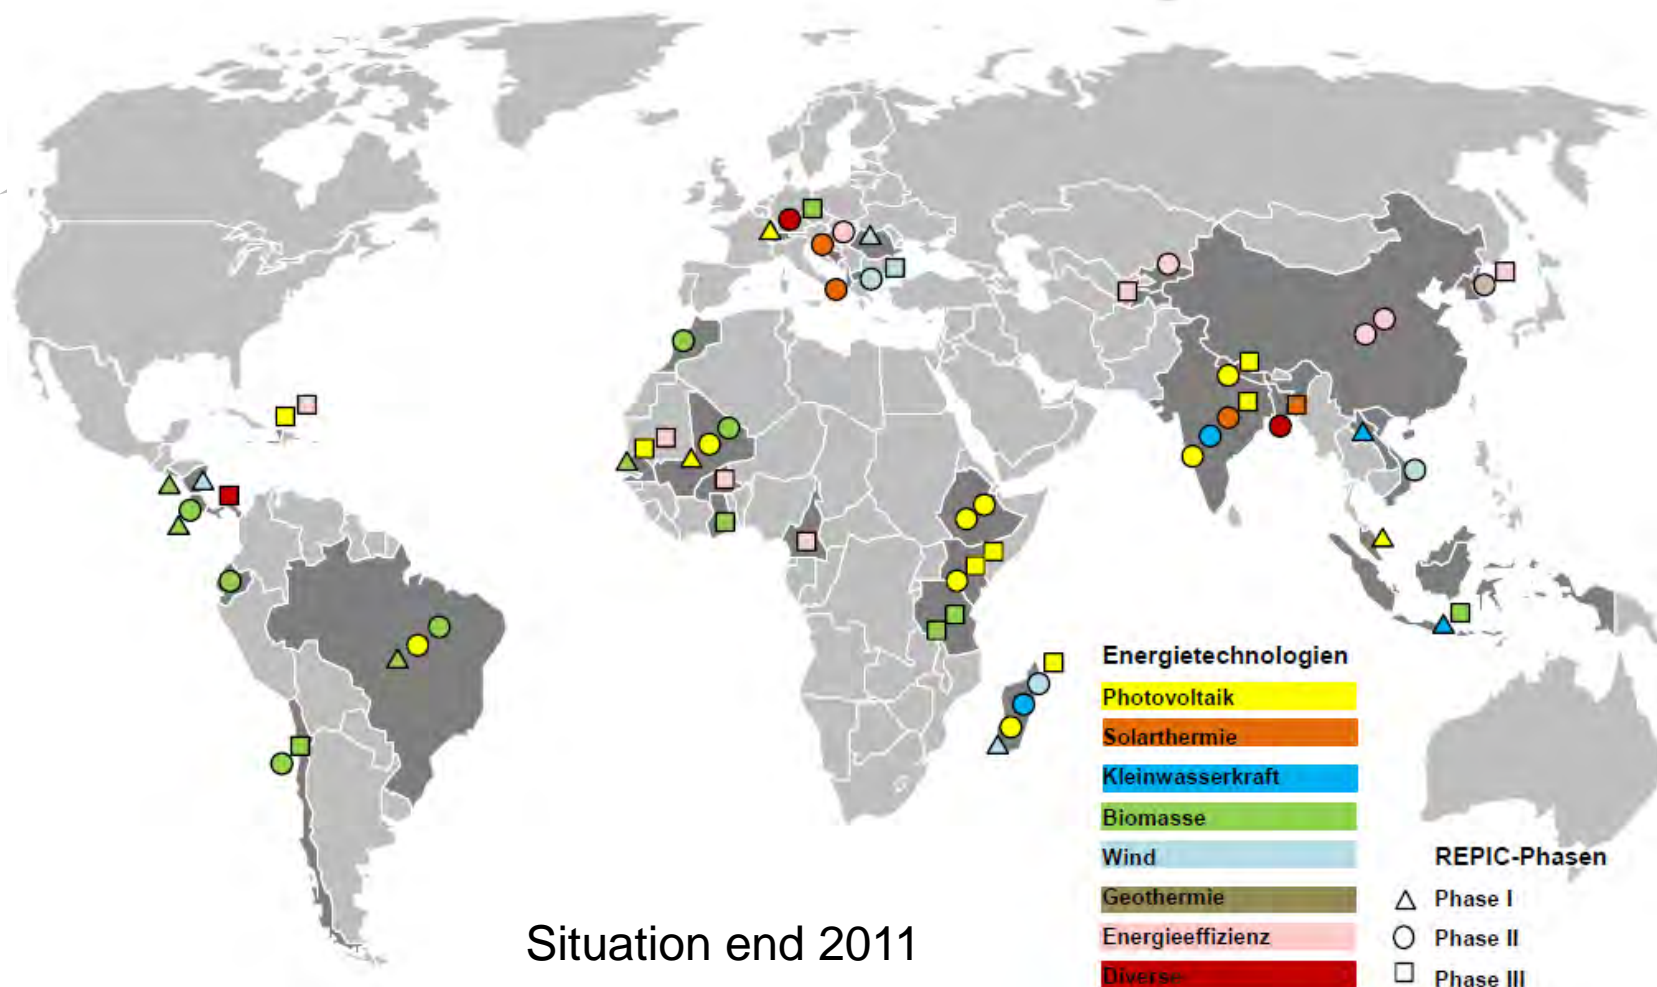 Energietechnologien
Photovoltaik
Solarthermie
Kleinwasserkraft
Biomasse
Wind
Geothermie
Energieeffizienz
Diverse
REPIC-Phasen
Phase I
Phase II
Phase III
Situation end 2011